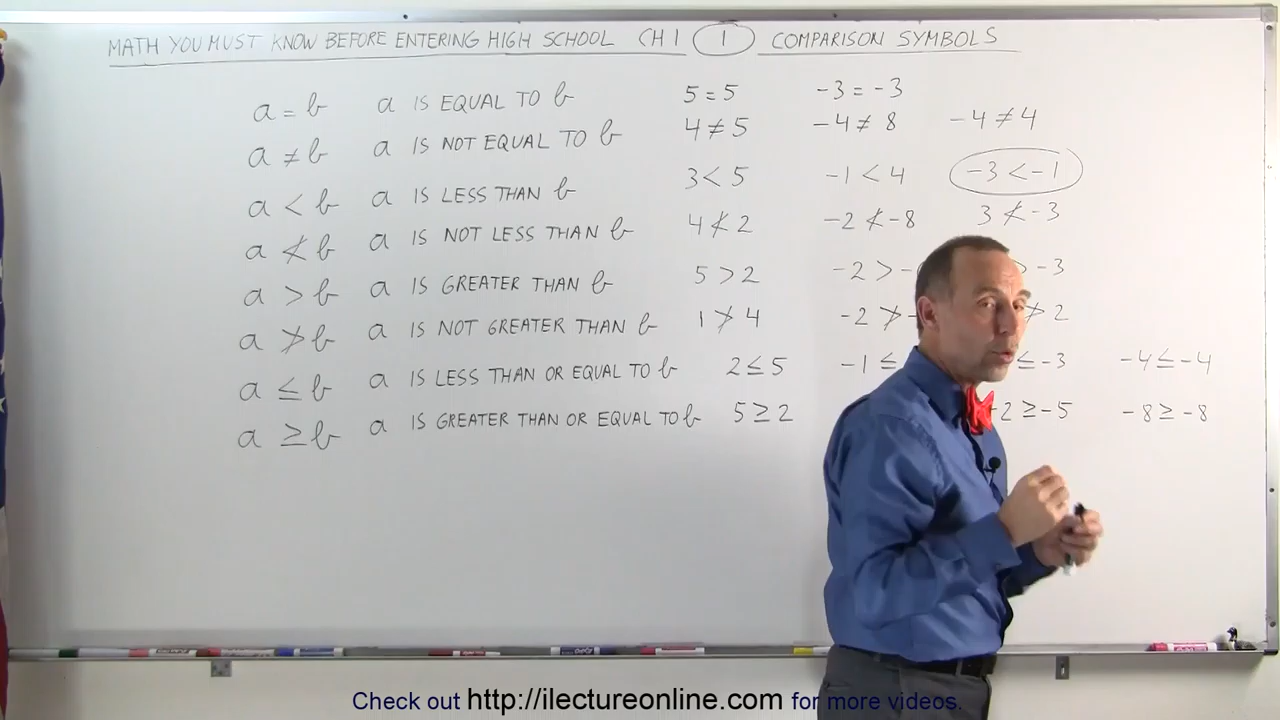 MATH YOU MUST KNOW BEFORE ENTERING HIGH SCHOOL CH 1 1 COMPARISON SYMBOLS
a = b a IS EQUAL TO b 5 = 5 -3 = -3
a ≠ b a IS NOT EQUAL TO b 4 ≠ 5 -4 ≠ 8 -4 ≠ 4
a < b a IS LESS THAN b 3 < 5 -1 < 4 -3 < -1
a ≮ b a IS NOT LESS THAN b 4 ≮ 2 -2 ≮ -8 3 ≮ -3
a > b a IS GREATER THAN b 5 > 2 -2 > - > -3
a ≯ b a IS NOT GREATER THAN b 1 ≯ 4 -2 ≯ - ≯ 2
a ≤ b a IS LESS THAN OR EQUAL TO b 2 ≤ 5 -1 ≤ ≤ -3 -4 ≤ -4
a ≥ b a IS GREATER THAN OR EQUAL TO b 5 ≥ 2 -2 ≥ -5 -8 ≥ -8
Check out http://ilectureonline.com for more videos.